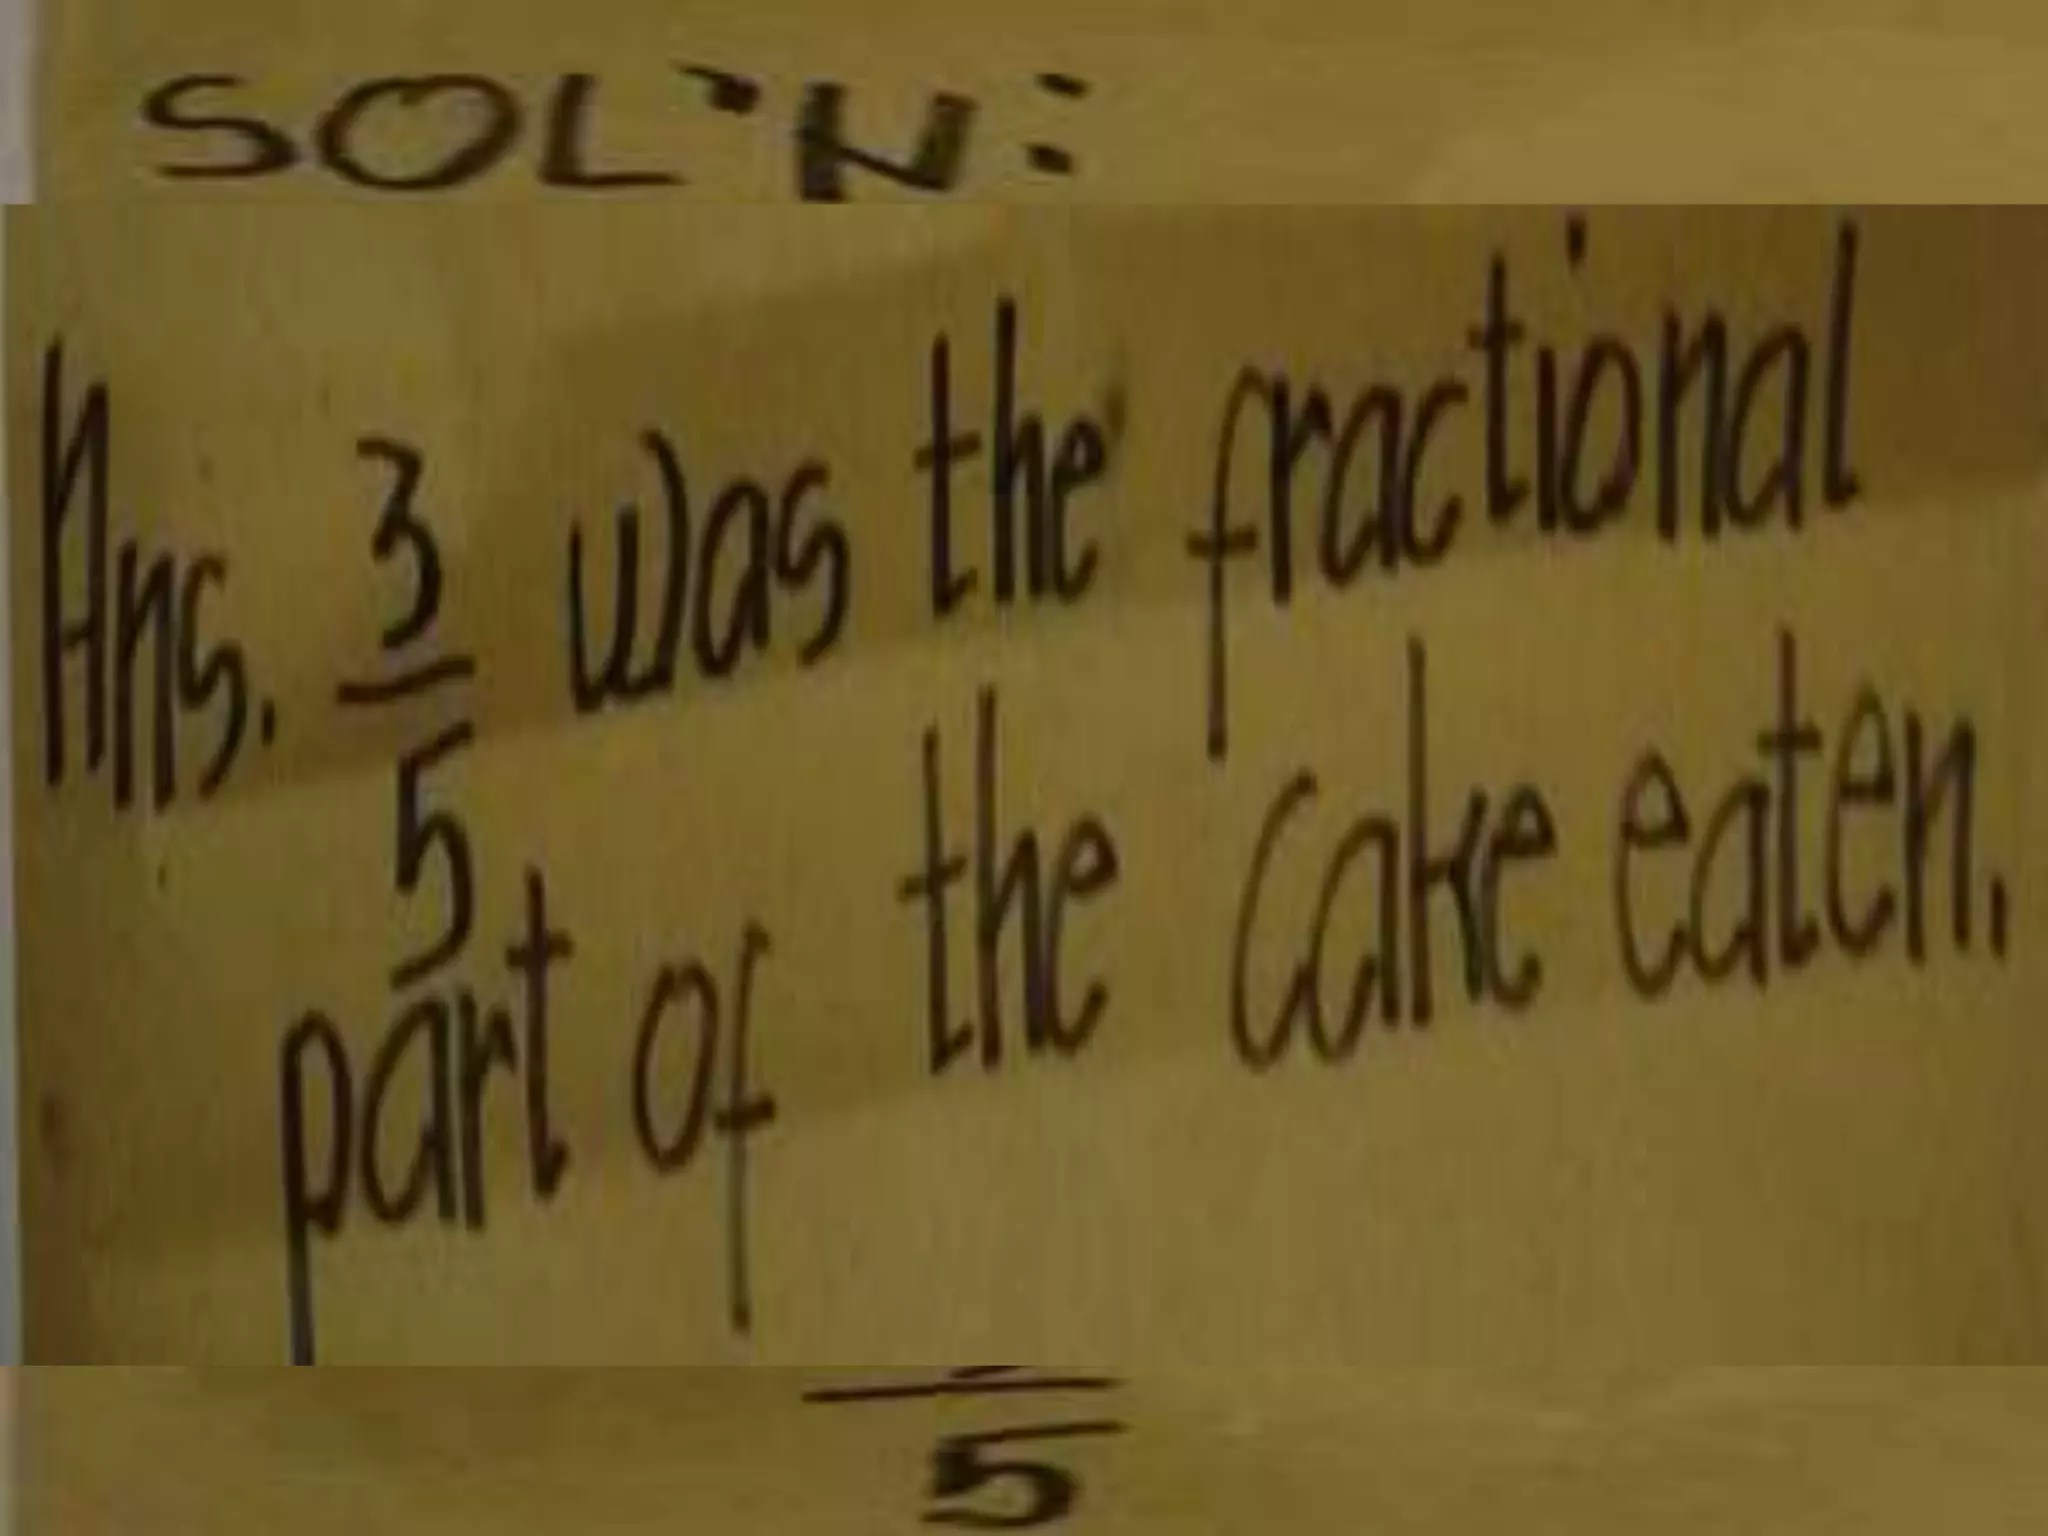 SOL'N:
Ans. 3/5 was the fractional
part of the cake eaten.
5